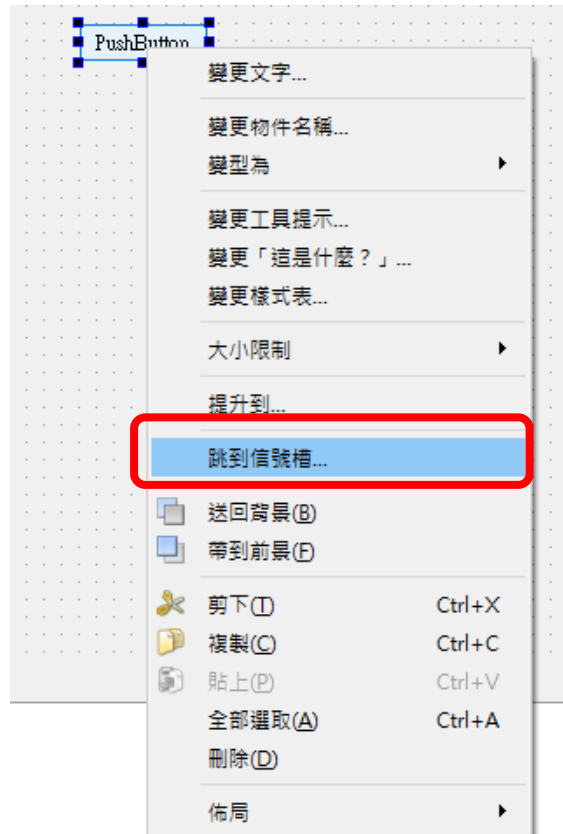 PushButton
變更文字...
變更物件名稱...
變型為
變更工具提示...
變更「這是什麼？」...
變更樣式表...
大小限制
提升到...
跳到信號槽...
送回背景(B)
帶到前景(F)
剪下(T) Ctrl+X
複製(C) Ctrl+C
貼上(P) Ctrl+V
全部選取(A) Ctrl+A
刪除(D)
佈局